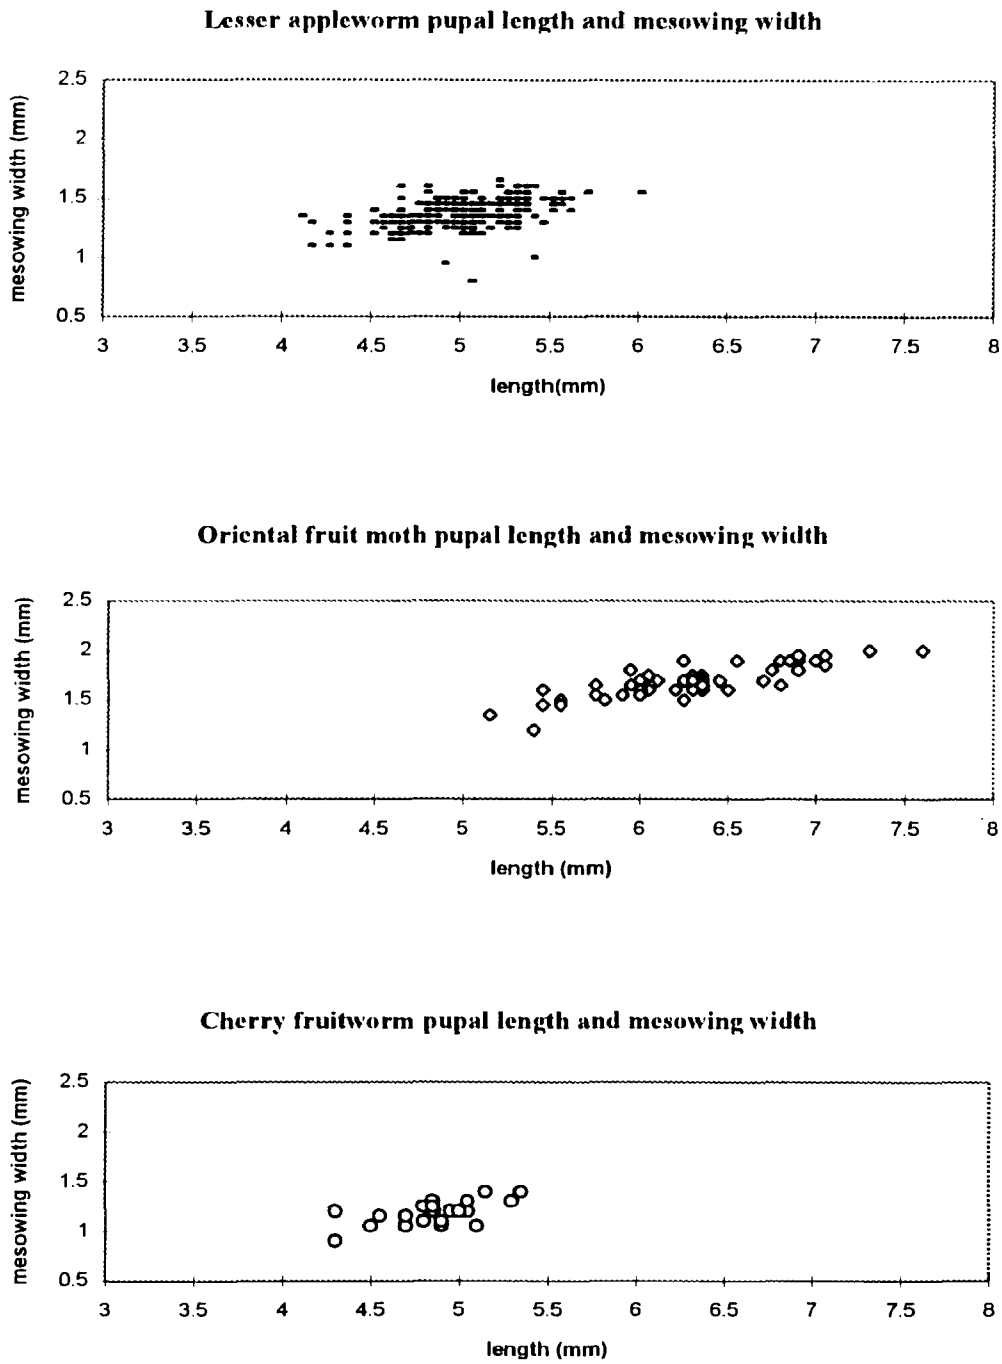 Lesser appleworm pupal length and mesowing width
2.5
2
1.5
1
0.5
mesowing width (mm)
3 3.5 4 4.5 5 5.5 6 6.5 7 7.5 8
length(mm)
Oriental fruit moth pupal length and mesowing width
2.5
2
1.5
1
0.5
mesowing width (mm)
3 3.5 4 4.5 5 5.5 6 6.5 7 7.5 8
length (mm)
Cherry fruitworm pupal length and mesowing width
2.5
2
1.5
1
0.5
mesowing width (mm)
3 3.5 4 4.5 5 5.5 6 6.5 7 7.5 8
length (mm)